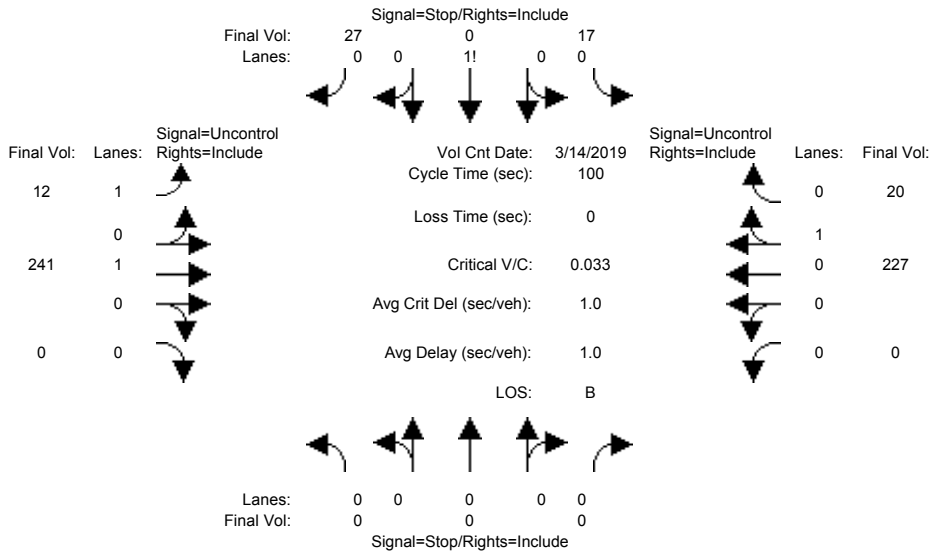 Signal=Stop/Rights=Include
Final Vol: 27 0 17
Lanes: 0 0 1! 0 0
Signal=Uncontrol Signal=Uncontrol
Final Vol: Lanes: Rights=Include Vol Cnt Date: 3/14/2019 Rights=Include Lanes: Final Vol:
Cycle Time (sec): 100
12 1 0 20
Loss Time (sec): 0
0 1
241 1 Critical V/C: 0.033 0 227
0 Avg Crit Del (sec/veh): 1.0 0
0 0 Avg Delay (sec/veh): 1.0 0 0
LOS: B
Lanes: 0 0 0 0 0
Final Vol: 0 0 0
Signal=Stop/Rights=Include